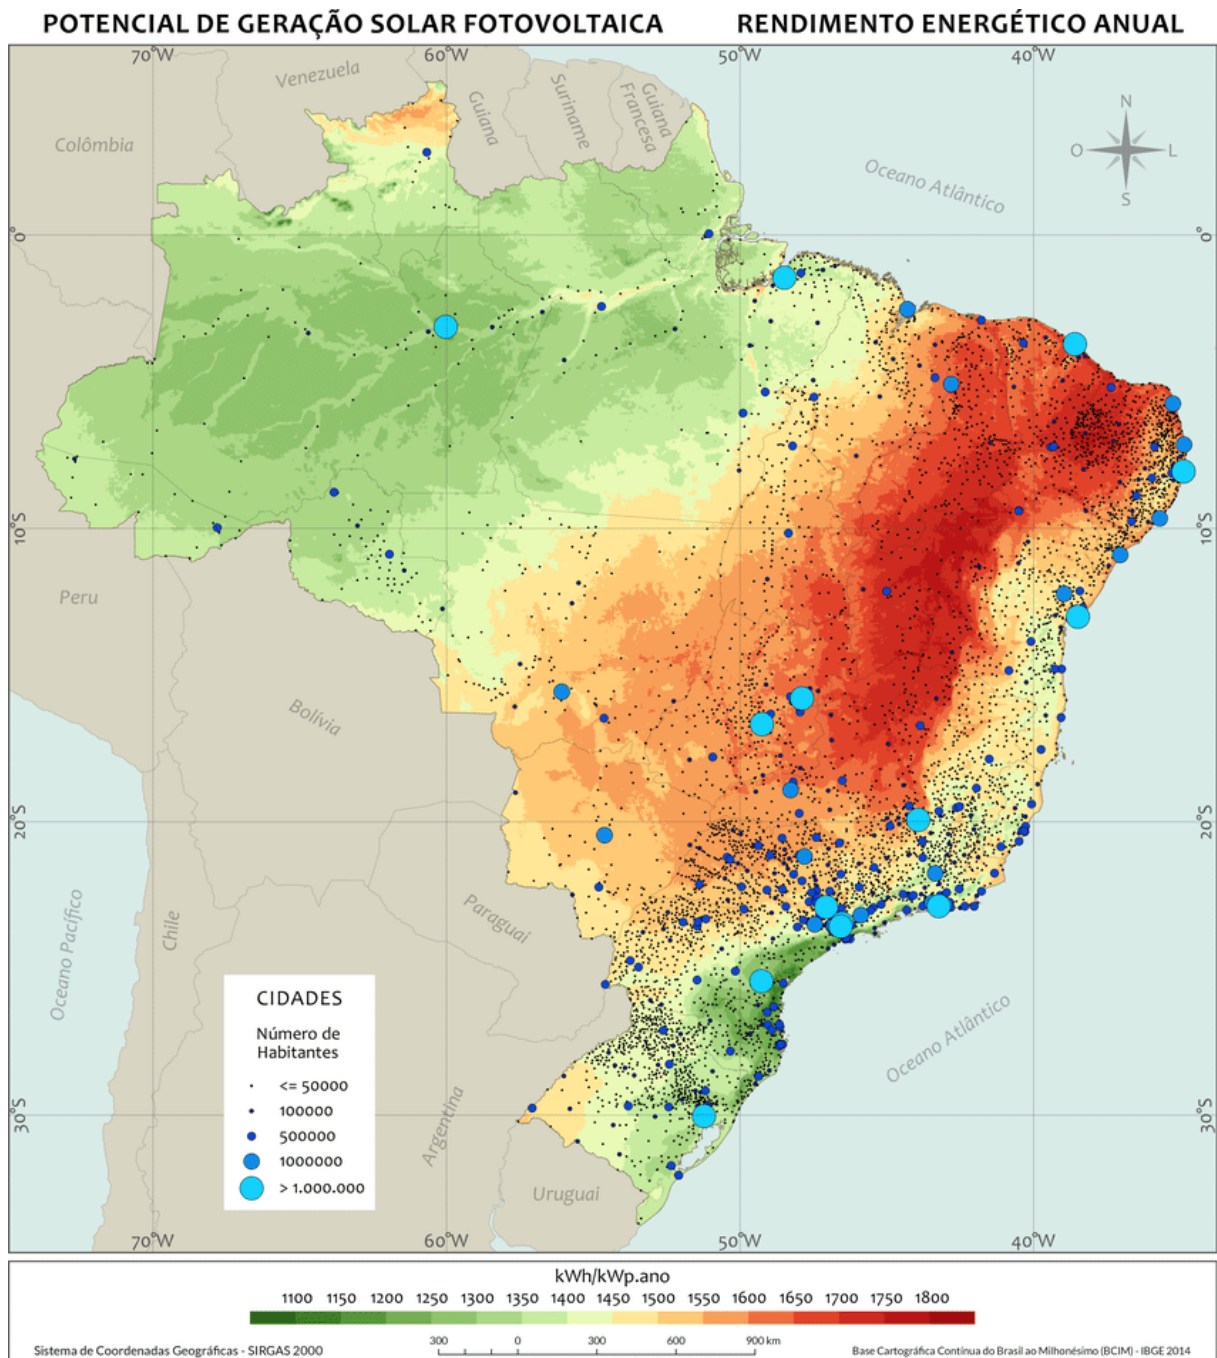 POTENCIAL DE GERAÇÃO SOLAR FOTOVOLTAICA RENDIMENTO ENERGÉTICO ANUAL
70°W 60°W 50°W 40°W
Venezuela
Guiana
Suriname
Guiana
Francesa
Colômbia
N
O L
S
Oceano Atlântico
0° 0°
10°S 10°S
Peru
Bolívia
20°S 20°S
Paraguai
Chile
Oceano Pacífico
Oceano Atlântico
Argentina
30°S 30°S
Uruguai
CIDADES
Número de
Habitantes
<= 50000
100000
500000
1000000
> 1.000.000
70°W 60°W 50°W 40°W
kWh/kWp.ano
1100 1150 1200 1250 1300 1350 1400 1450 1500 1550 1600 1650 1700 1750 1800
300 0 300 600 900 km
Sistema de Coordenadas Geográficas - SIRGAS 2000
Base Cartográfica Contínua do Brasil ao Milhonésimo (BCIM) - IBGE 2014